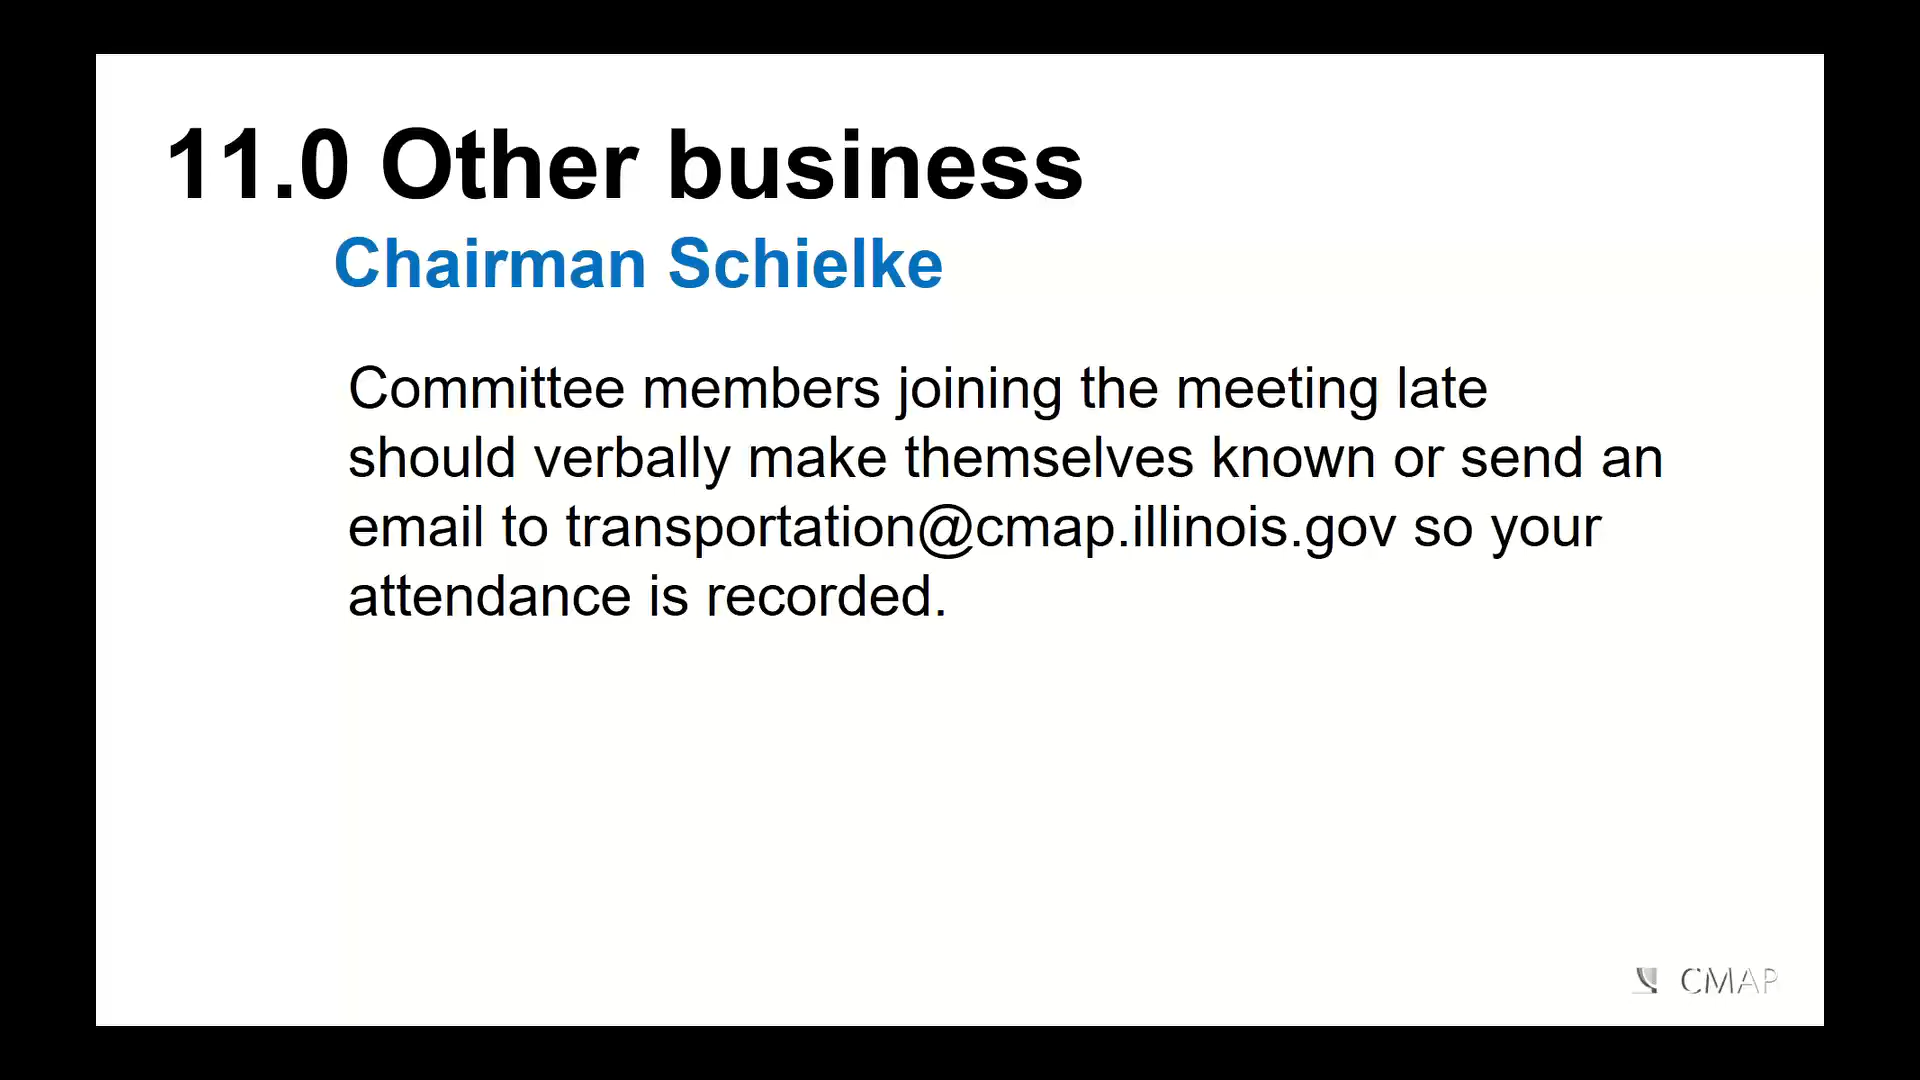 11.0 Other business
Chairman Schielke
Committee members joining the meeting late
should verbally make themselves known or send an
email to transportation@cmap.illinois.gov so your
attendance is recorded.
CMAP